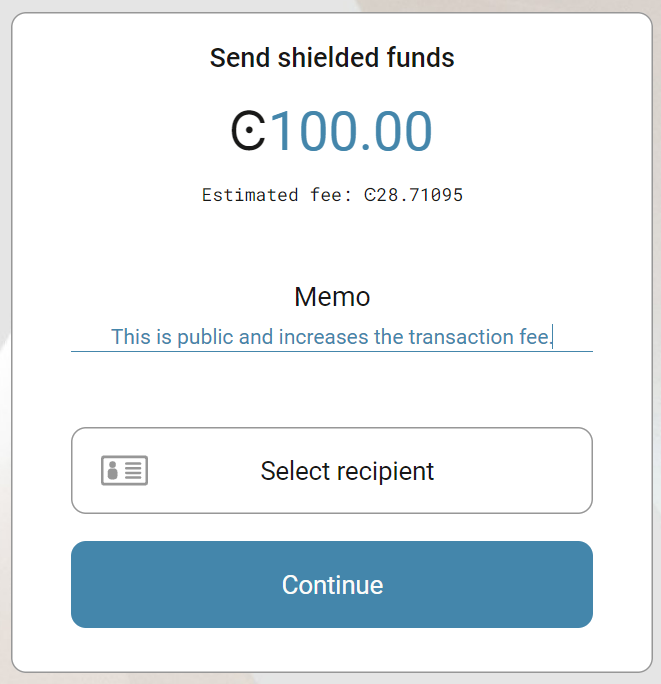 Send shielded funds
Ͼ100.00
Estimated fee: Ͼ28.71095
Memo
This is public and increases the transaction fee.
Select recipient
Continue